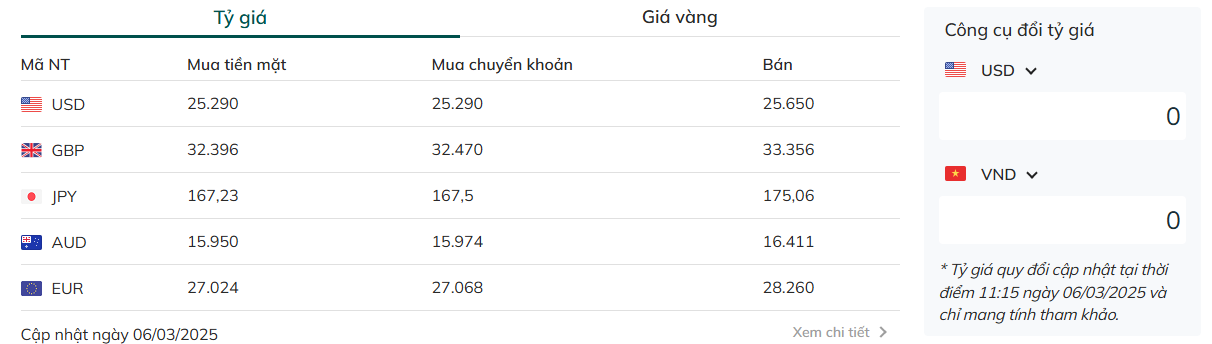 Tỷ giá Giá vàng
Mã NT Mua tiền mặt Mua chuyển khoản Bán
USD 25.290 25.290 25.650
GBP 32.396 32.470 33.356
JPY 167,23 167,5 175,06
AUD 15.950 15.974 16.411
EUR 27.024 27.068 28.260
Cập nhật ngày 06/03/2025 Xem chi tiết
Công cụ đổi tỷ giá
USD
0
VND
0
* Tỷ giá quy đổi cập nhật tại thời
điểm 11:15 ngày 06/03/2025 và
chỉ mang tính tham khảo.